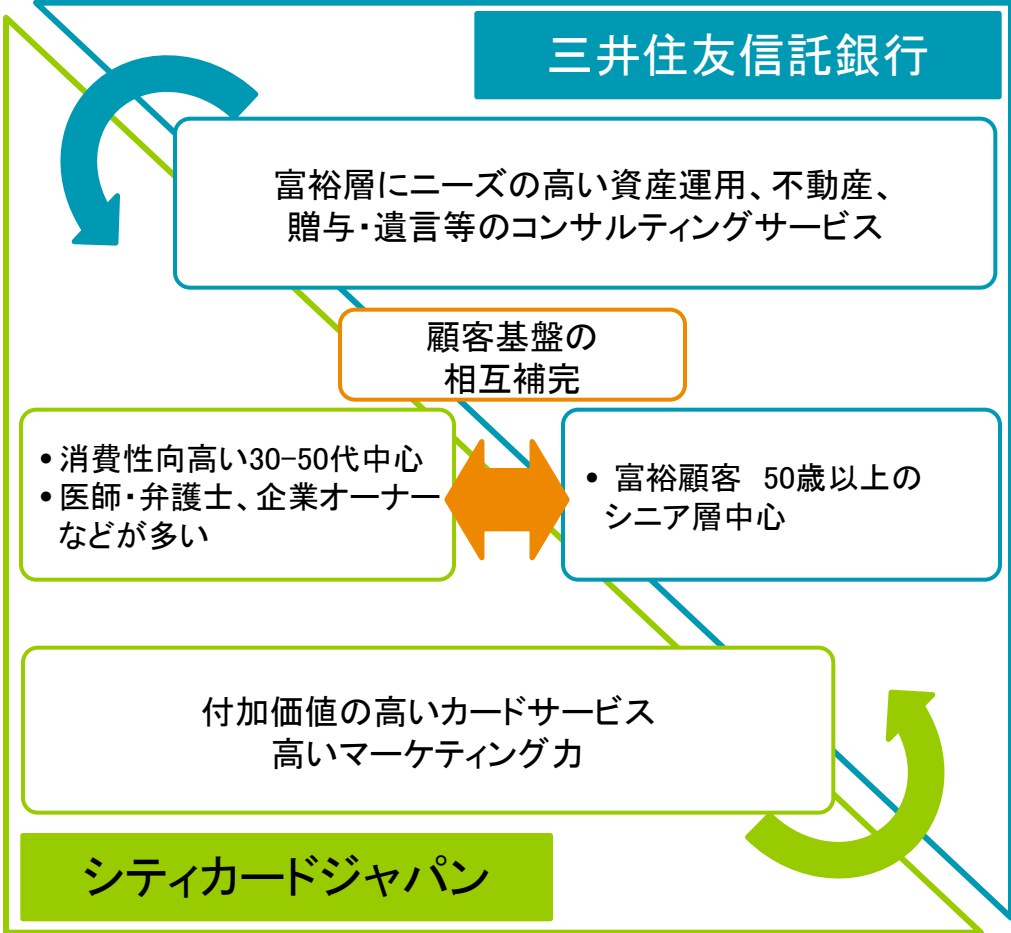 三井住友信託銀行
富裕層にニーズの高い資産運用、不動産、
贈与・遺言等のコンサルティングサービス
顧客基盤の
相互補完
•消費性向高い30-50代中心
•医師・弁護士、企業オーナー
などが多い
• 富裕顧客 50歳以上の
シニア層中心
付加価値の高いカードサービス
高いマーケティング力
シティカードジャパン